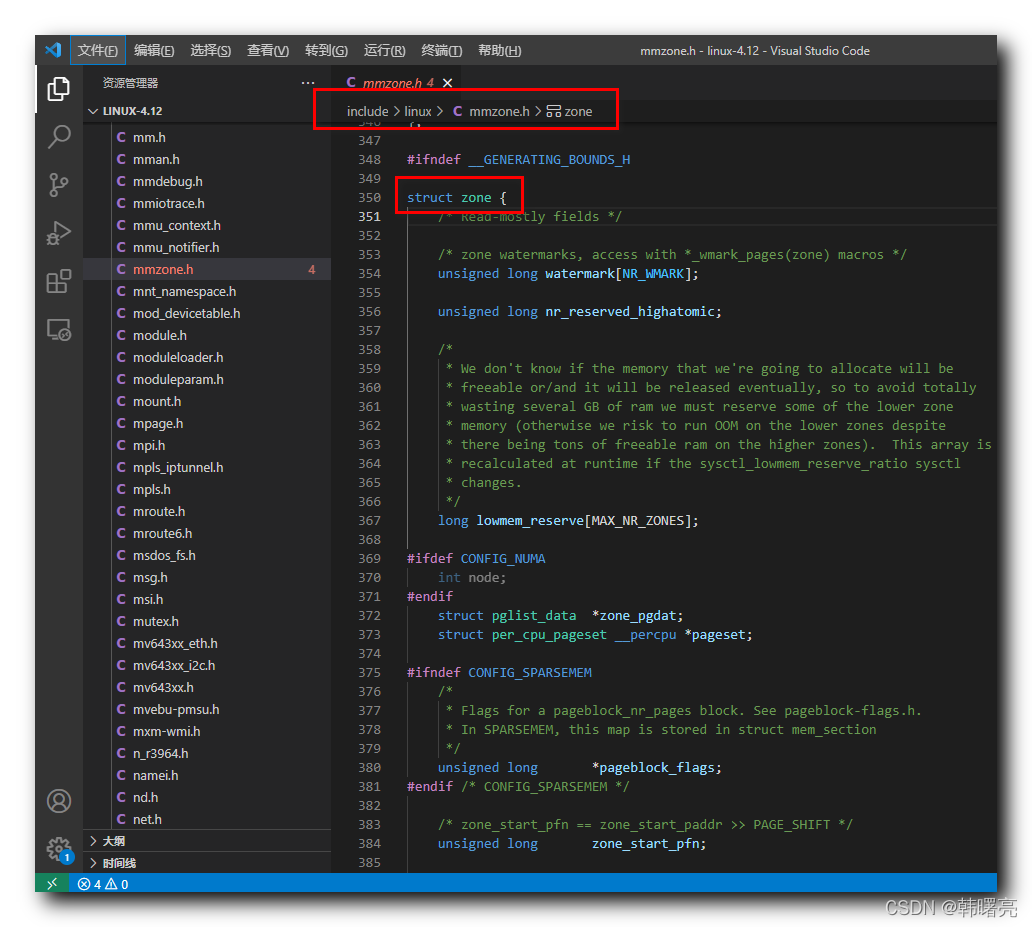 文件(F) 编辑(E) 选择(S) 查看(V) 转到(G) 运行(R) 终端(T) 帮助(H) mmzone.h - linux-4.12 - Visual Studio Code
资源管理器 ···
LINUX-4.12
mm.h
mman.h
mmdebug.h
mmiotrace.h
mmu_context.h
mmu_notifier.h
mmzone.h 4
mnt_namespace.h
mod_devicetable.h
module.h
moduleloader.h
moduleparam.h
mount.h
mpage.h
mpi.h
mpls_iptunnel.h
mpls.h
mroute.h
mroute6.h
msdos_fs.h
msg.h
msi.h
mutex.h
mv643xx_eth.h
mv643xx_i2c.h
mv643xx.h
mvebu-pmsu.h
mxm-wmi.h
n_r3964.h
namei.h
nd.h
net.h
大纲
时间线
C mmzone.h 4 ×
include > linux > C mmzone.h > zone
346 };
347
348 #ifndef __GENERATING_BOUNDS_H
349
350 struct zone {
351 /* Read-mostly fields */
352
353 /* zone watermarks, access with *_wmark_pages(zone) macros */
354 unsigned long watermark[NR_WMARK];
355
356 unsigned long nr_reserved_highatomic;
357
358 /*
359 * We don't know if the memory that we're going to allocate will be
360 * freeable or/and it will be released eventually, so to avoid totally
361 * wasting several GB of ram we must reserve some of the lower zone
362 * memory (otherwise we risk to run OOM on the lower zones despite
363 * there being tons of freeable ram on the higher zones).  This array is
364 * recalculated at runtime if the sysctl_lowmem_reserve_ratio sysctl
365 * changes.
366 */
367 long lowmem_reserve[MAX_NR_ZONES];
368
369 #ifdef CONFIG_NUMA
370 int node;
371 #endif
372 struct pglist_data  *zone_pgdat;
373 struct per_cpu_pageset __percpu *pageset;
374
375 #ifndef CONFIG_SPARSEMEM
376 /*
377 * Flags for a pageblock_nr_pages block. See pageblock-flags.h.
378 * In SPARSEMEM, this map is stored in struct mem_section
379 */
380 unsigned long       *pageblock_flags;
381 #endif /* CONFIG_SPARSEMEM */
382
383 /* zone_start_pfn == zone_start_paddr >> PAGE_SHIFT */
384 unsigned long       zone_start_pfn;
385
1
4 0
CSDN @韩曙亮